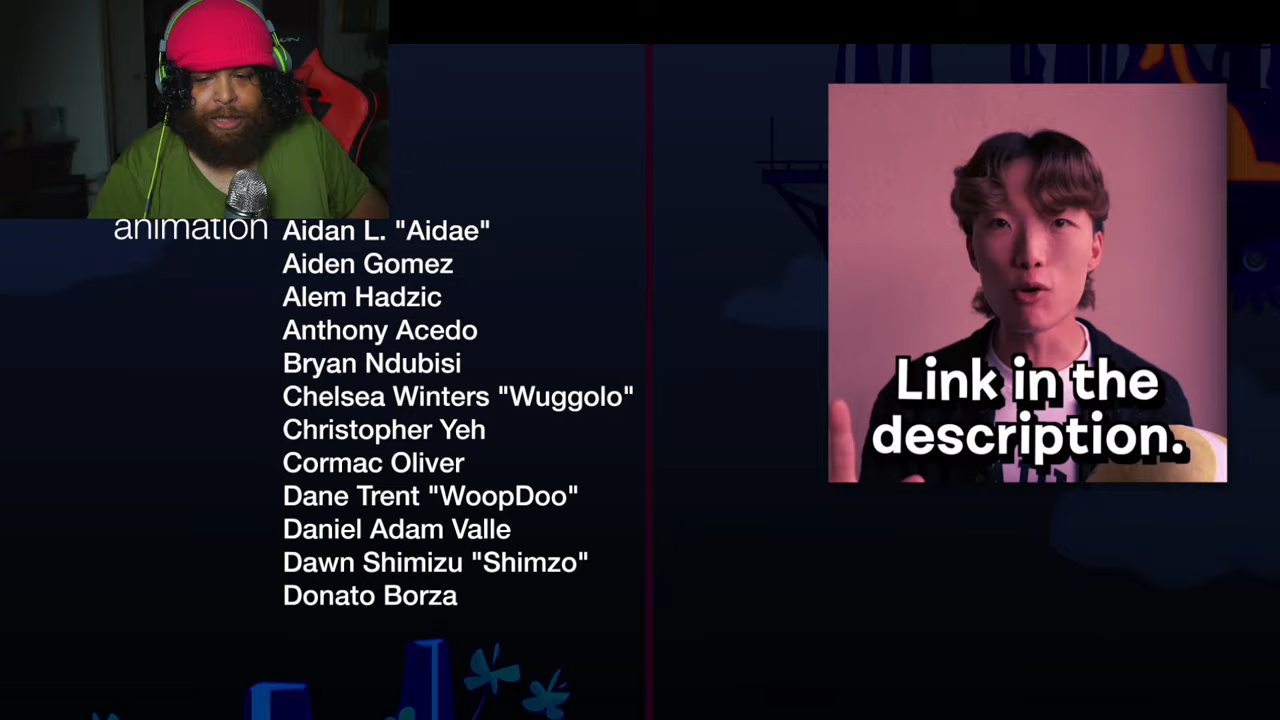 animation
Aidan L. "Aidae"
Aiden Gomez
Alem Hadzic
Anthony Acedo
Bryan Ndubisi
Chelsea Winters "Wuggolo"
Christopher Yeh
Cormac Oliver
Dane Trent "WoopDoo"
Daniel Adam Valle
Dawn Shimizu "Shimzo"
Donato Borza
Link in the
description.